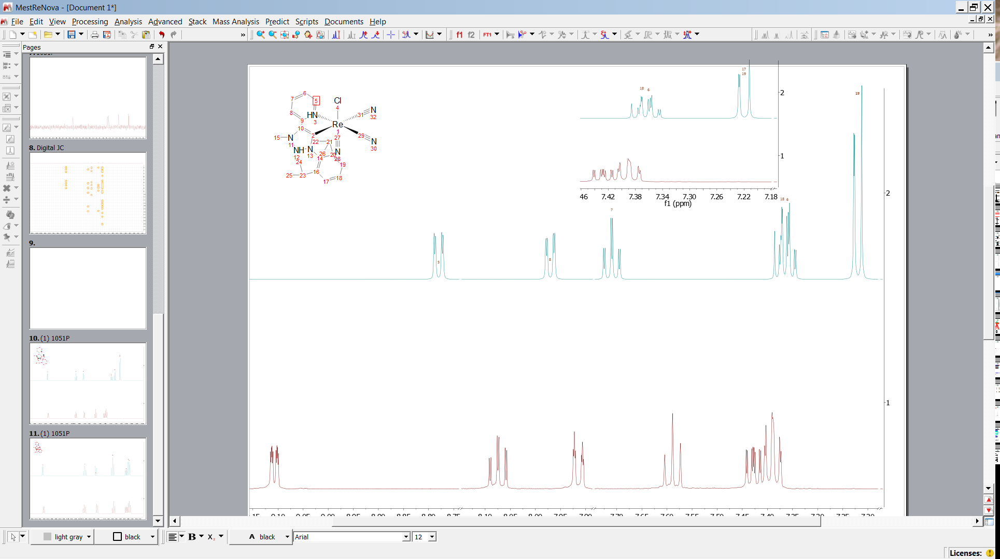 MestReNova - [Document 1*]
File Edit View Processing Analysis Advanced Stack Mass Analysis Predict Scripts Documents Help
» f1 f2 FT1 »
Pages
8. Digital JC
9.
10. (1) 1051P
11. (1) 1051P
6
7 5 Cl
4 31 N
8 HN 32
9 3 Re
10 1
15 N 2 27 29 N
11 22 21 30
NH N 26 N
12 13 14 20 28
24 19
25 23 16
17 18
17
19
18 6
2
1
46 7.42 7.38 7.34 7.30 7.26 7.22 7.18
f1 (ppm)
19
18 6
7
2
5 8
1
light gray black B X₂ A black Arial 12
Licenses: